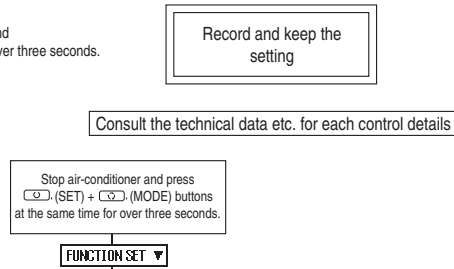 nd
ver three seconds.
Record and keep the
setting
Consult the technical data etc. for each control details
Stop air-conditioner and press
(SET) + (MODE) buttons
at the same time for over three seconds.
FUNCTION SET ▼